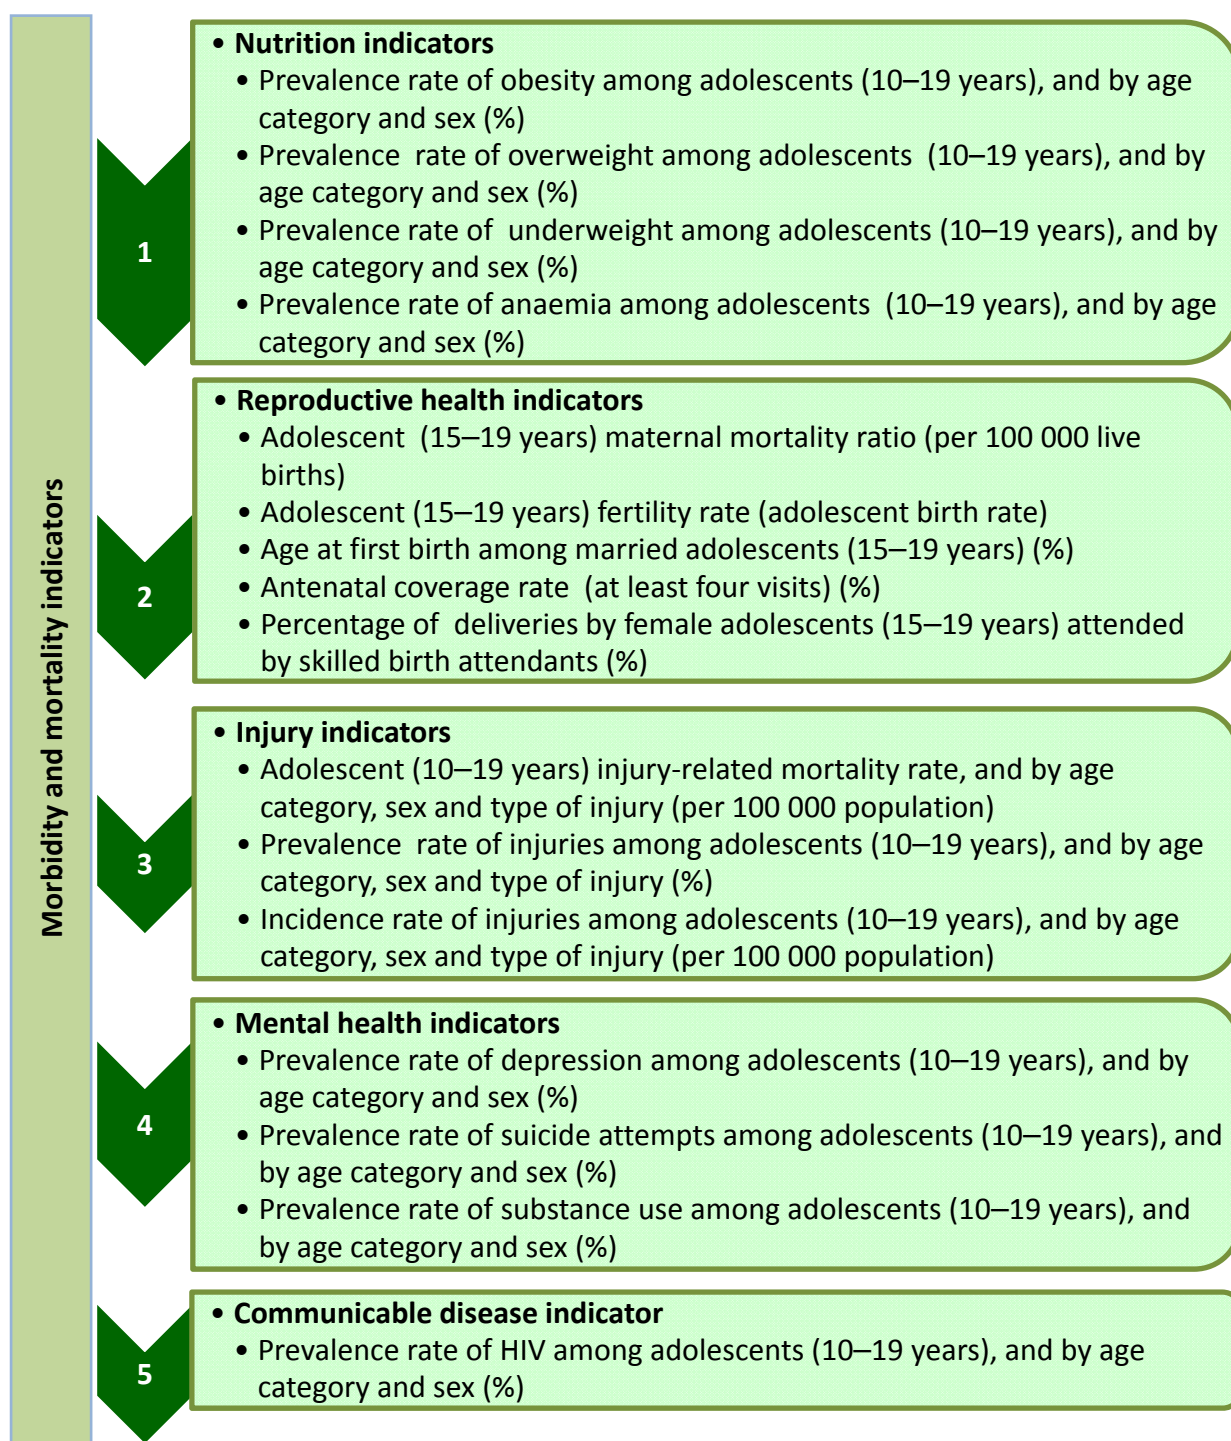 Morbidity and mortality indicators
1
• Nutrition indicators
• Prevalence rate of obesity among adolescents (10–19 years), and by age
category and sex (%)
• Prevalence rate of overweight among adolescents (10–19 years), and by
age category and sex (%)
• Prevalence rate of underweight among adolescents (10–19 years), and by
age category and sex (%)
• Prevalence rate of anaemia among adolescents (10–19 years), and by age
category and sex (%)
2
• Reproductive health indicators
• Adolescent (15–19 years) maternal mortality ratio (per 100 000 live
births)
• Adolescent (15–19 years) fertility rate (adolescent birth rate)
• Age at first birth among married adolescents (15–19 years) (%)
• Antenatal coverage rate (at least four visits) (%)
• Percentage of deliveries by female adolescents (15–19 years) attended
by skilled birth attendants (%)
3
• Injury indicators
• Adolescent (10–19 years) injury-related mortality rate, and by age
category, sex and type of injury (per 100 000 population)
• Prevalence rate of injuries among adolescents (10–19 years), and by age
category, sex and type of injury (%)
• Incidence rate of injuries among adolescents (10–19 years), and by age
category, sex and type of injury (per 100 000 population)
4
• Mental health indicators
• Prevalence rate of depression among adolescents (10–19 years), and by
age category and sex (%)
• Prevalence rate of suicide attempts among adolescents (10–19 years), and
by age category and sex (%)
• Prevalence rate of substance use among adolescents (10–19 years), and
by age category and sex (%)
5
• Communicable disease indicator
• Prevalence rate of HIV among adolescents (10–19 years), and by age
category and sex (%)